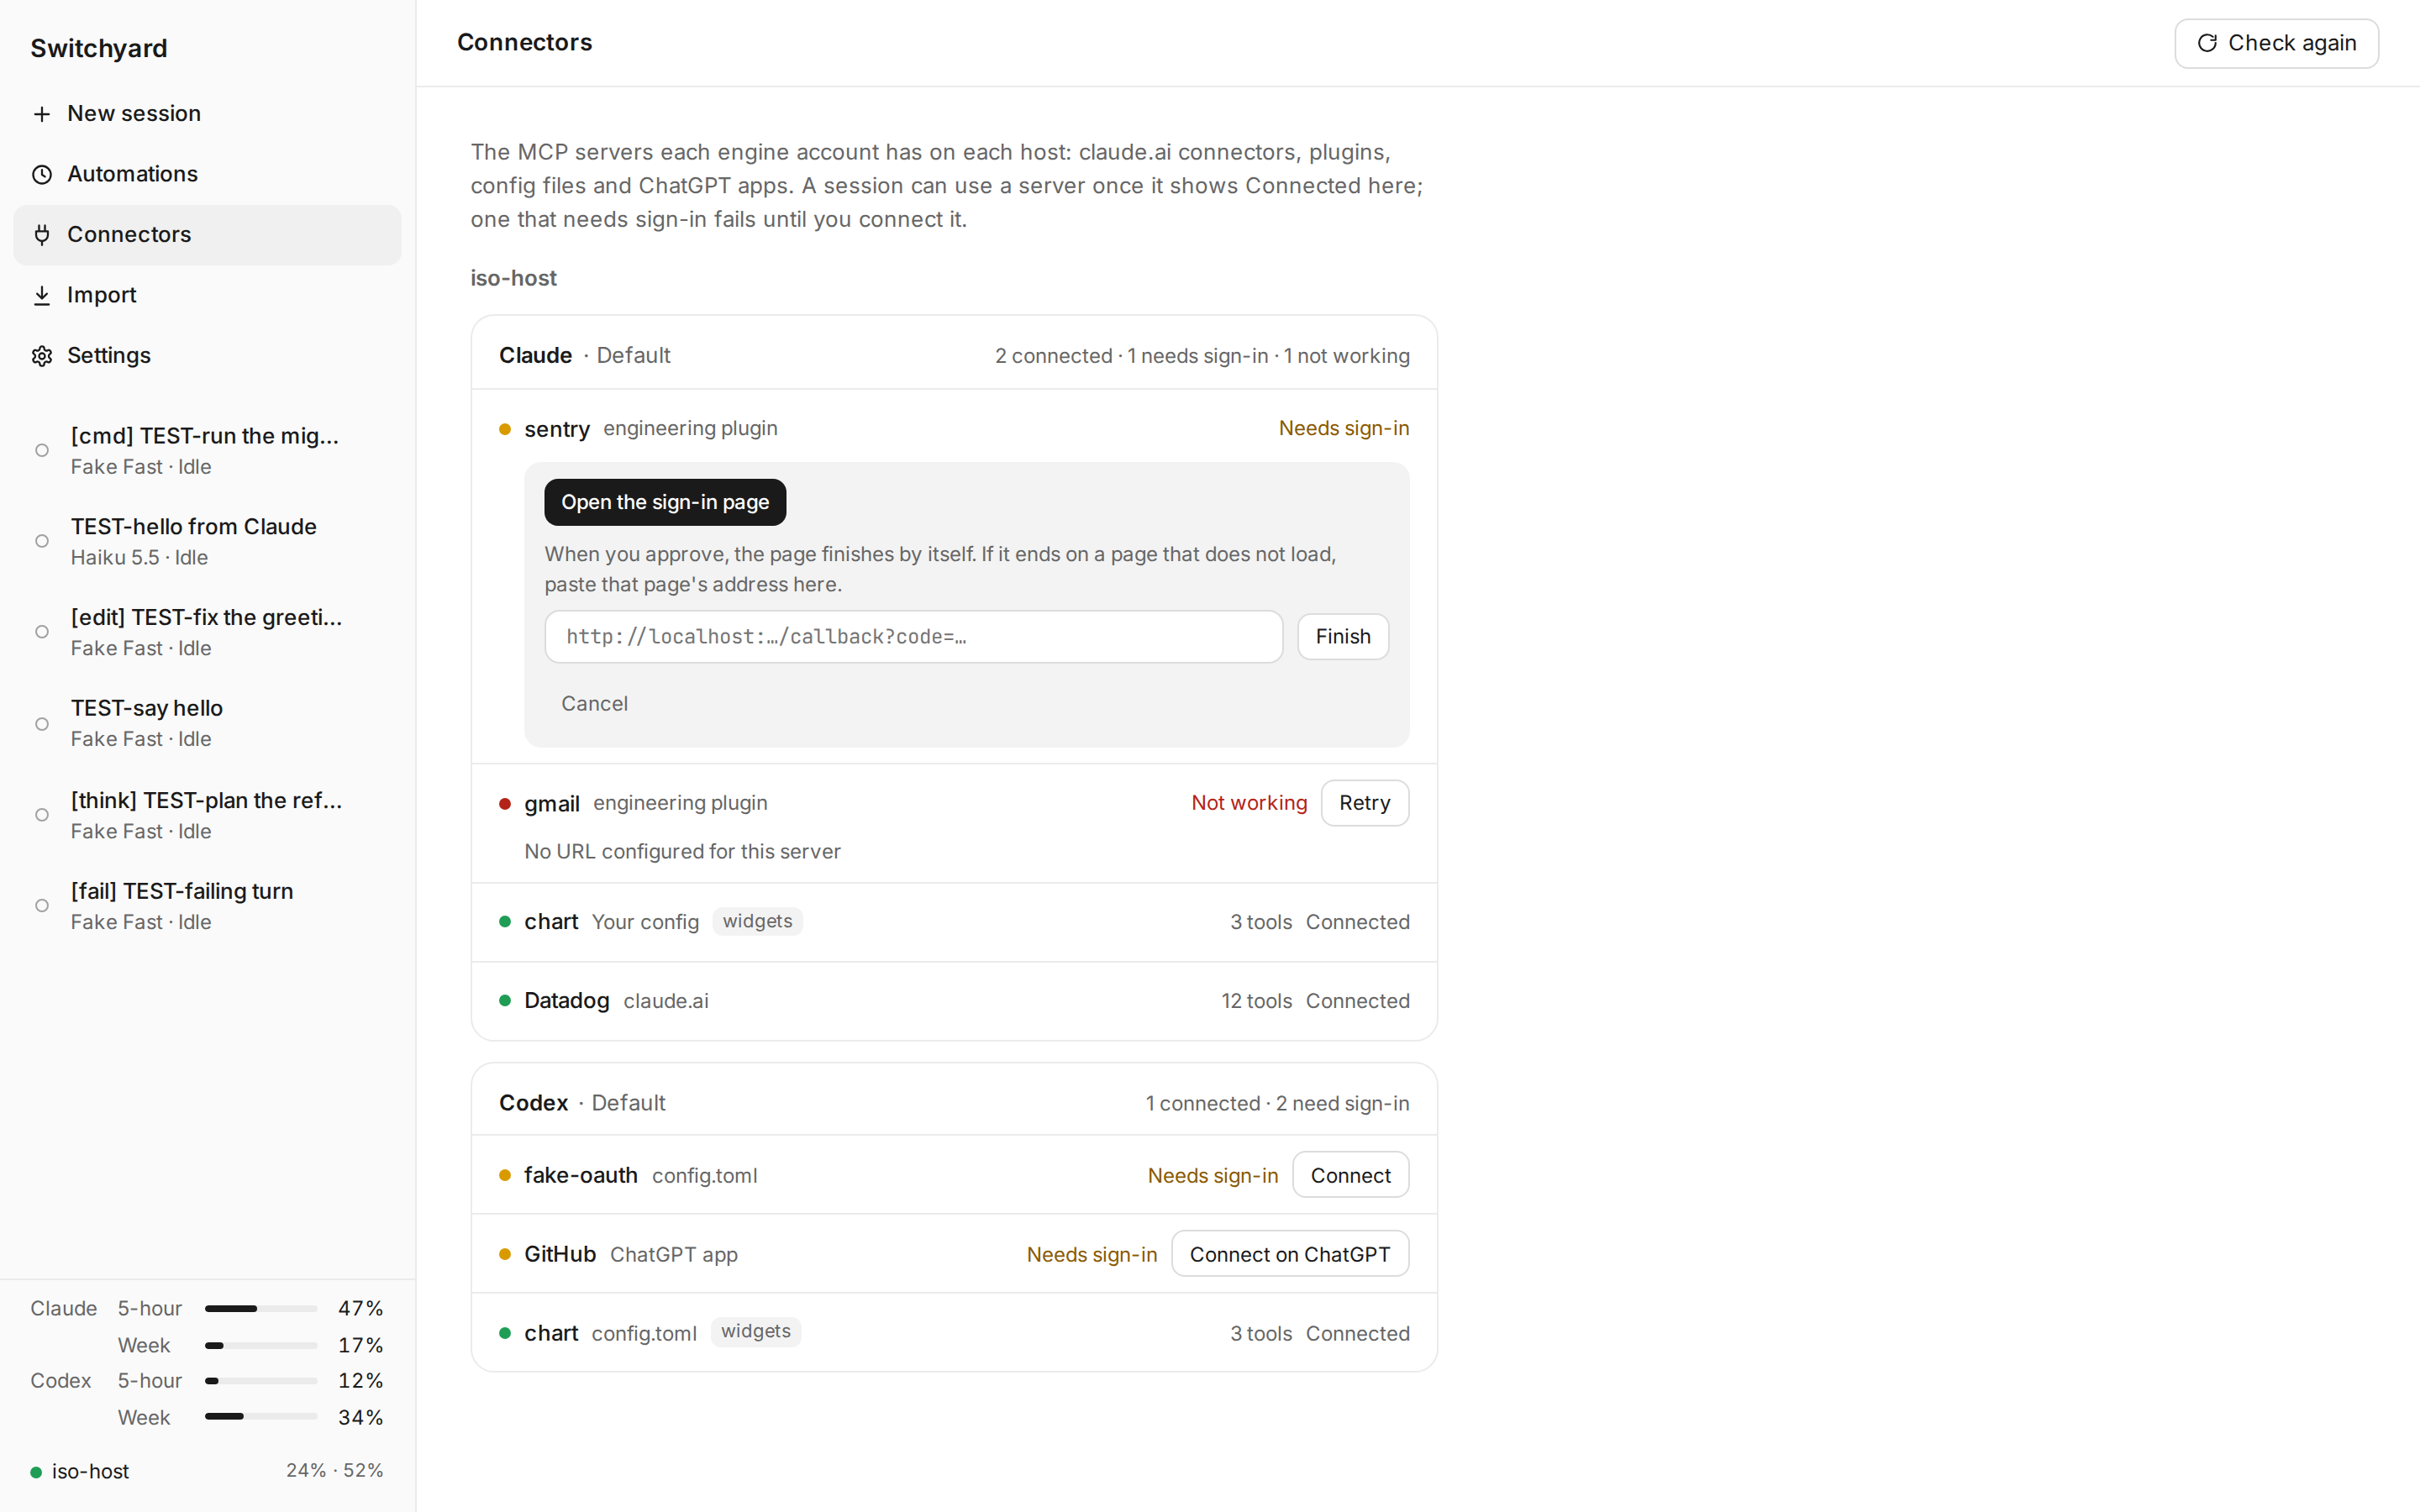 Switchyard
New session
Automations
Connectors
Import
Settings
[cmd] TEST-run the mig…
Fake Fast · Idle
TEST-hello from Claude
Haiku 5.5 · Idle
[edit] TEST-fix the greeti…
Fake Fast · Idle
TEST-say hello
Fake Fast · Idle
[think] TEST-plan the ref…
Fake Fast · Idle
[fail] TEST-failing turn
Fake Fast · Idle
Claude 5-hour 47%
Week 17%
Codex 5-hour 12%
Week 34%
iso-host 24% · 52%
Connectors
Check again
The MCP servers each engine account has on each host: claude.ai connectors, plugins,
config files and ChatGPT apps. A session can use a server once it shows Connected here;
one that needs sign-in fails until you connect it.
iso-host
Claude · Default 2 connected · 1 needs sign-in · 1 not working
sentry engineering plugin Needs sign-in
Open the sign-in page
When you approve, the page finishes by itself. If it ends on a page that does not load,
paste that page's address here.
http://localhost:…/callback?code=… Finish
Cancel
gmail engineering plugin Not working Retry
No URL configured for this server
chart Your config widgets 3 tools Connected
Datadog claude.ai 12 tools Connected
Codex · Default 1 connected · 2 need sign-in
fake-oauth config.toml Needs sign-in Connect
GitHub ChatGPT app Needs sign-in Connect on ChatGPT
chart config.toml widgets 3 tools Connected